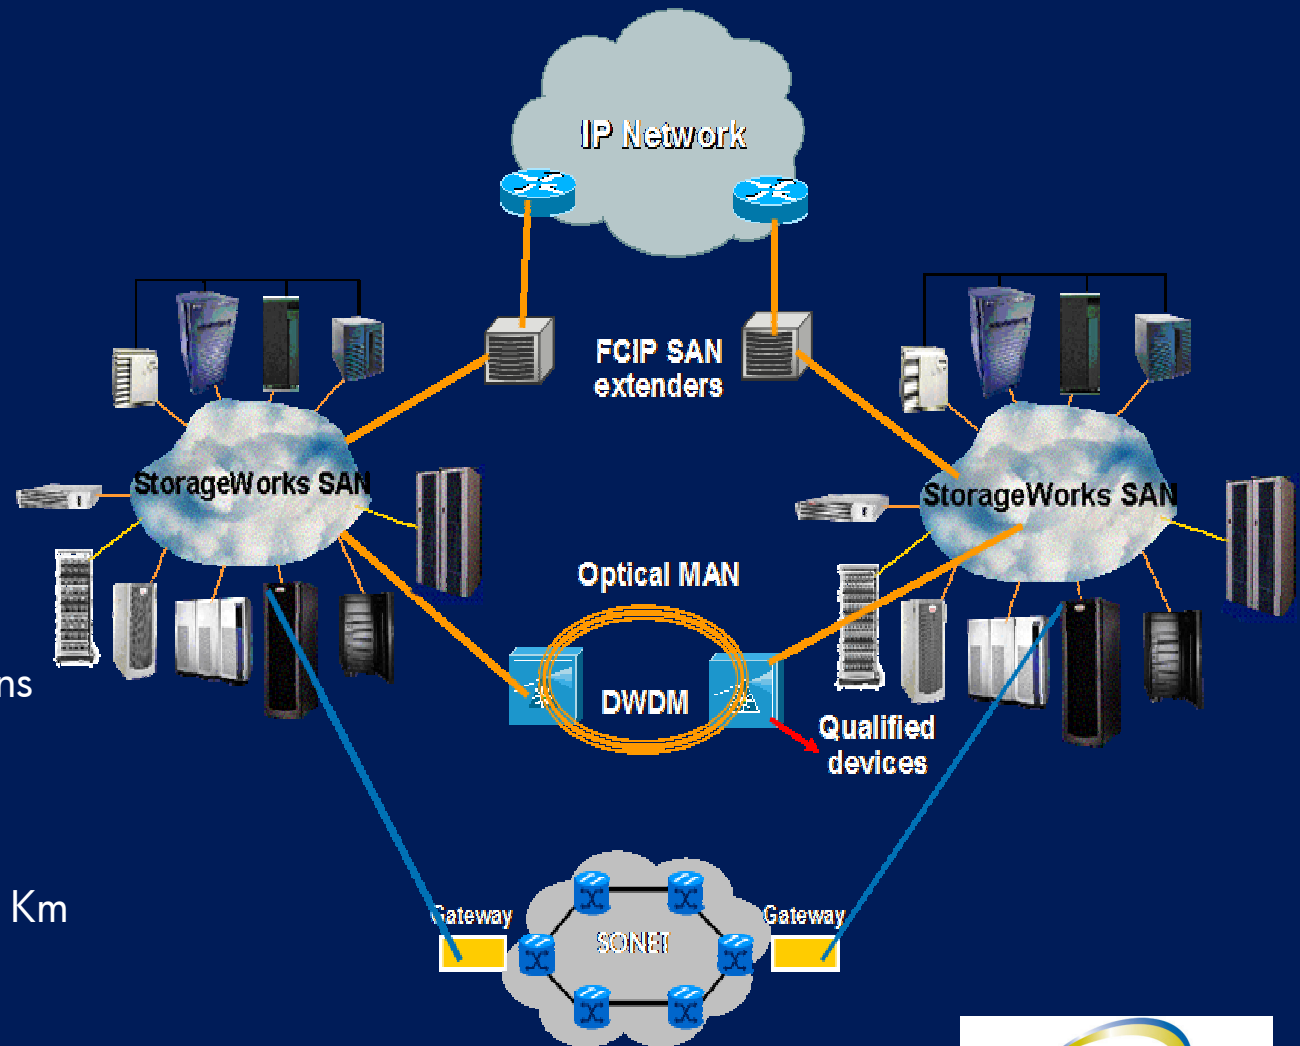 IP Network
FCIP SAN
extenders
StorageWorks SAN
StorageWorks SAN
Optical MAN
DWDM
Qualified
devices
ns
Km
Gateway
SONET
Gateway